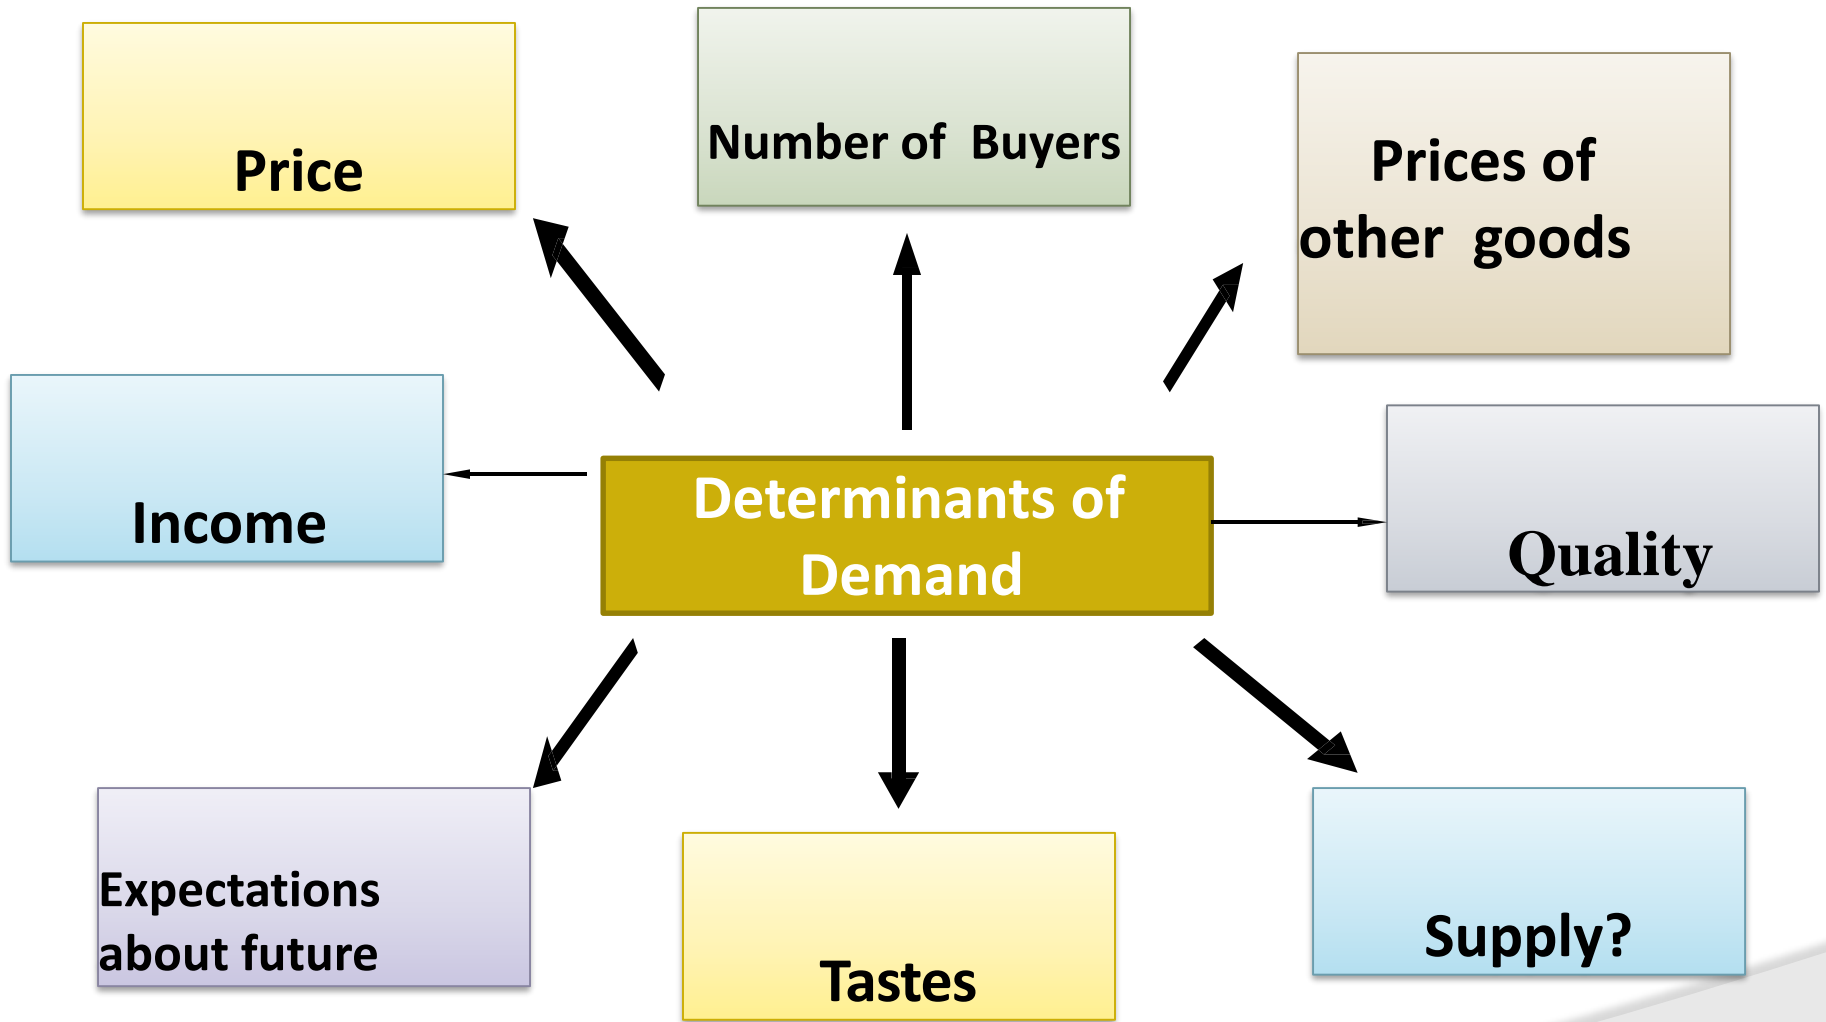 Price
Number of  Buyers
Prices of
other  goods
Income
Determinants of
Demand
Quality
Expectations
about future
Tastes
Supply?